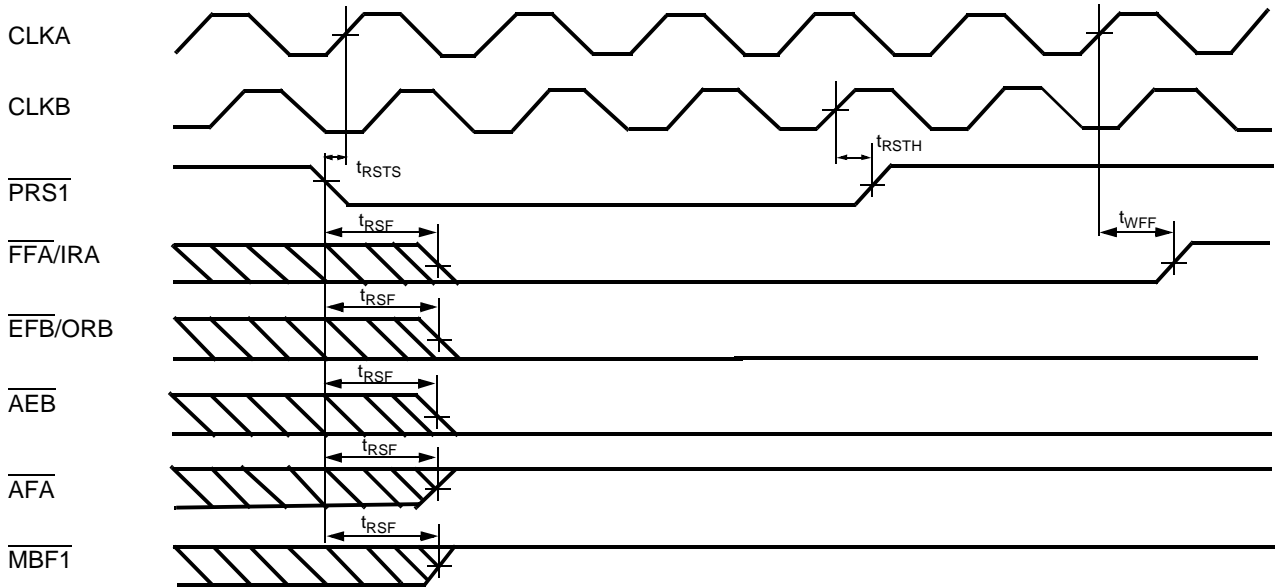 CLKA
CLKB
tRSTH
tRSTS
PRS1
tRSF
tWFF
FFA/IRA
tRSF
EFB/ORB
tRSF
AEB
tRSF
AFA
tRSF
MBF1